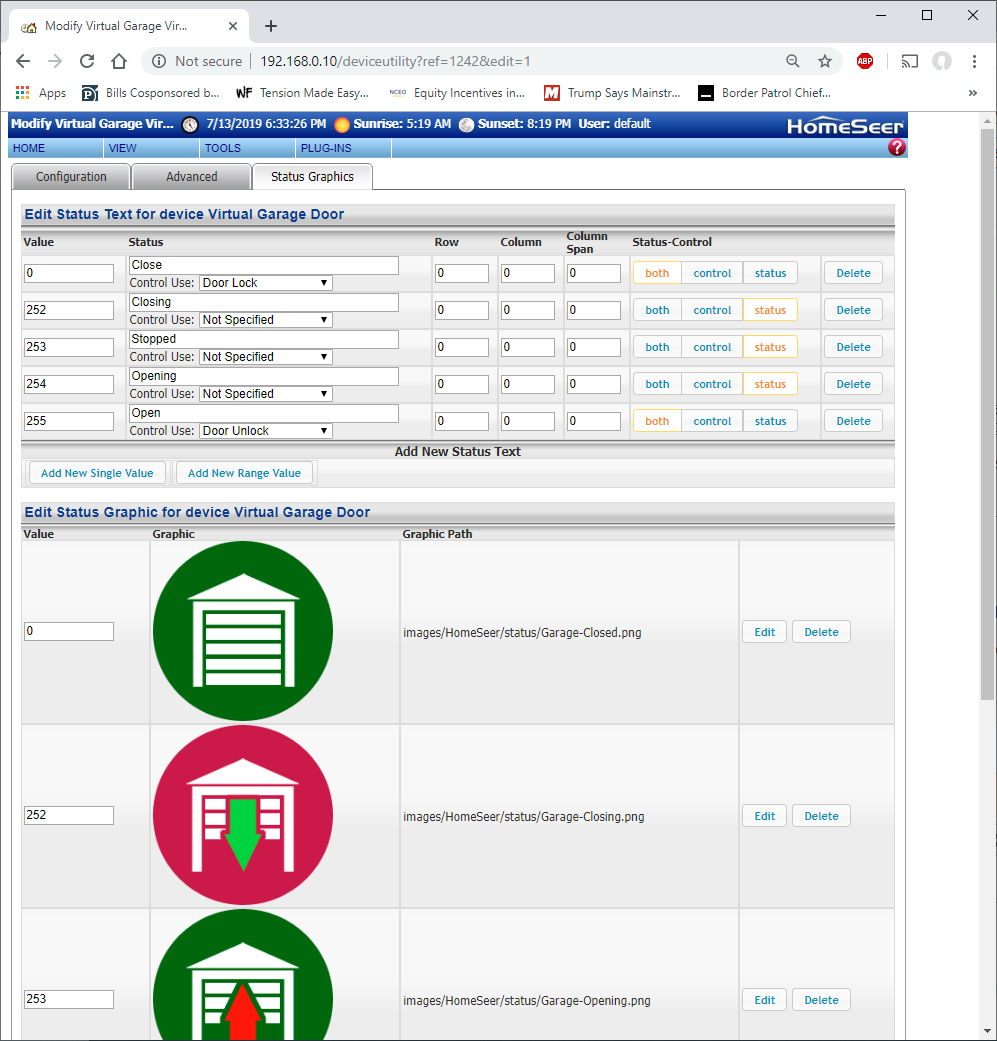 Modify Virtual Garage Vir...
Not secure 192.168.0.10/deviceutility?ref=1242&edit=1 ABP
Apps Bills Cosponsored b... WF Tension Made Easy... NCEO Equity Incentives in... M Trump Says Mainstr... Border Patrol Chief... »
Modify Virtual Garage Vir... 7/13/2019 6:33:26 PM Sunrise: 5:19 AM Sunset: 8:19 PM User: default HomeSeer
HOME VIEW TOOLS PLUG-INS ?
Configuration Advanced Status Graphics
Edit Status Text for device Virtual Garage Door
Value Status Row Column Column Span Status-Control
0 Close 0 0 0 both control status Delete
Control Use: Door Lock
252 Closing 0 0 0 both control status Delete
Control Use: Not Specified
253 Stopped 0 0 0 both control status Delete
Control Use: Not Specified
254 Opening 0 0 0 both control status Delete
Control Use: Not Specified
255 Open 0 0 0 both control status Delete
Control Use: Door Unlock
Add New Status Text
Add New Single Value Add New Range Value
Edit Status Graphic for device Virtual Garage Door
Value Graphic Graphic Path
0 images/HomeSeer/status/Garage-Closed.png Edit Delete
252 images/HomeSeer/status/Garage-Closing.png Edit Delete
253 images/HomeSeer/status/Garage-Opening.png Edit Delete